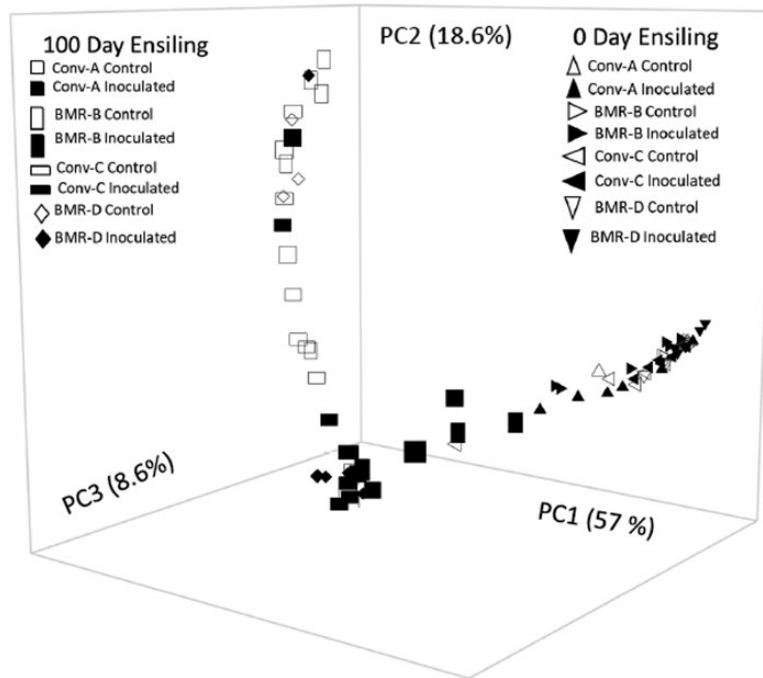 100 Day Ensiling
Conv-A Control
Conv-A Inoculated
BMR-B Control
BMR-B Inoculated
Conv-C Control
Conv-C Inoculated
BMR-D Control
BMR-D Inoculated
PC2 (18.6%)
0 Day Ensiling
Conv-A Control
Conv-A Inoculated
BMR-B Control
BMR-B Inoculated
Conv-C Control
Conv-C Inoculated
BMR-D Control
BMR-D Inoculated
PC3 (8.6%)
PC1 (57 %)